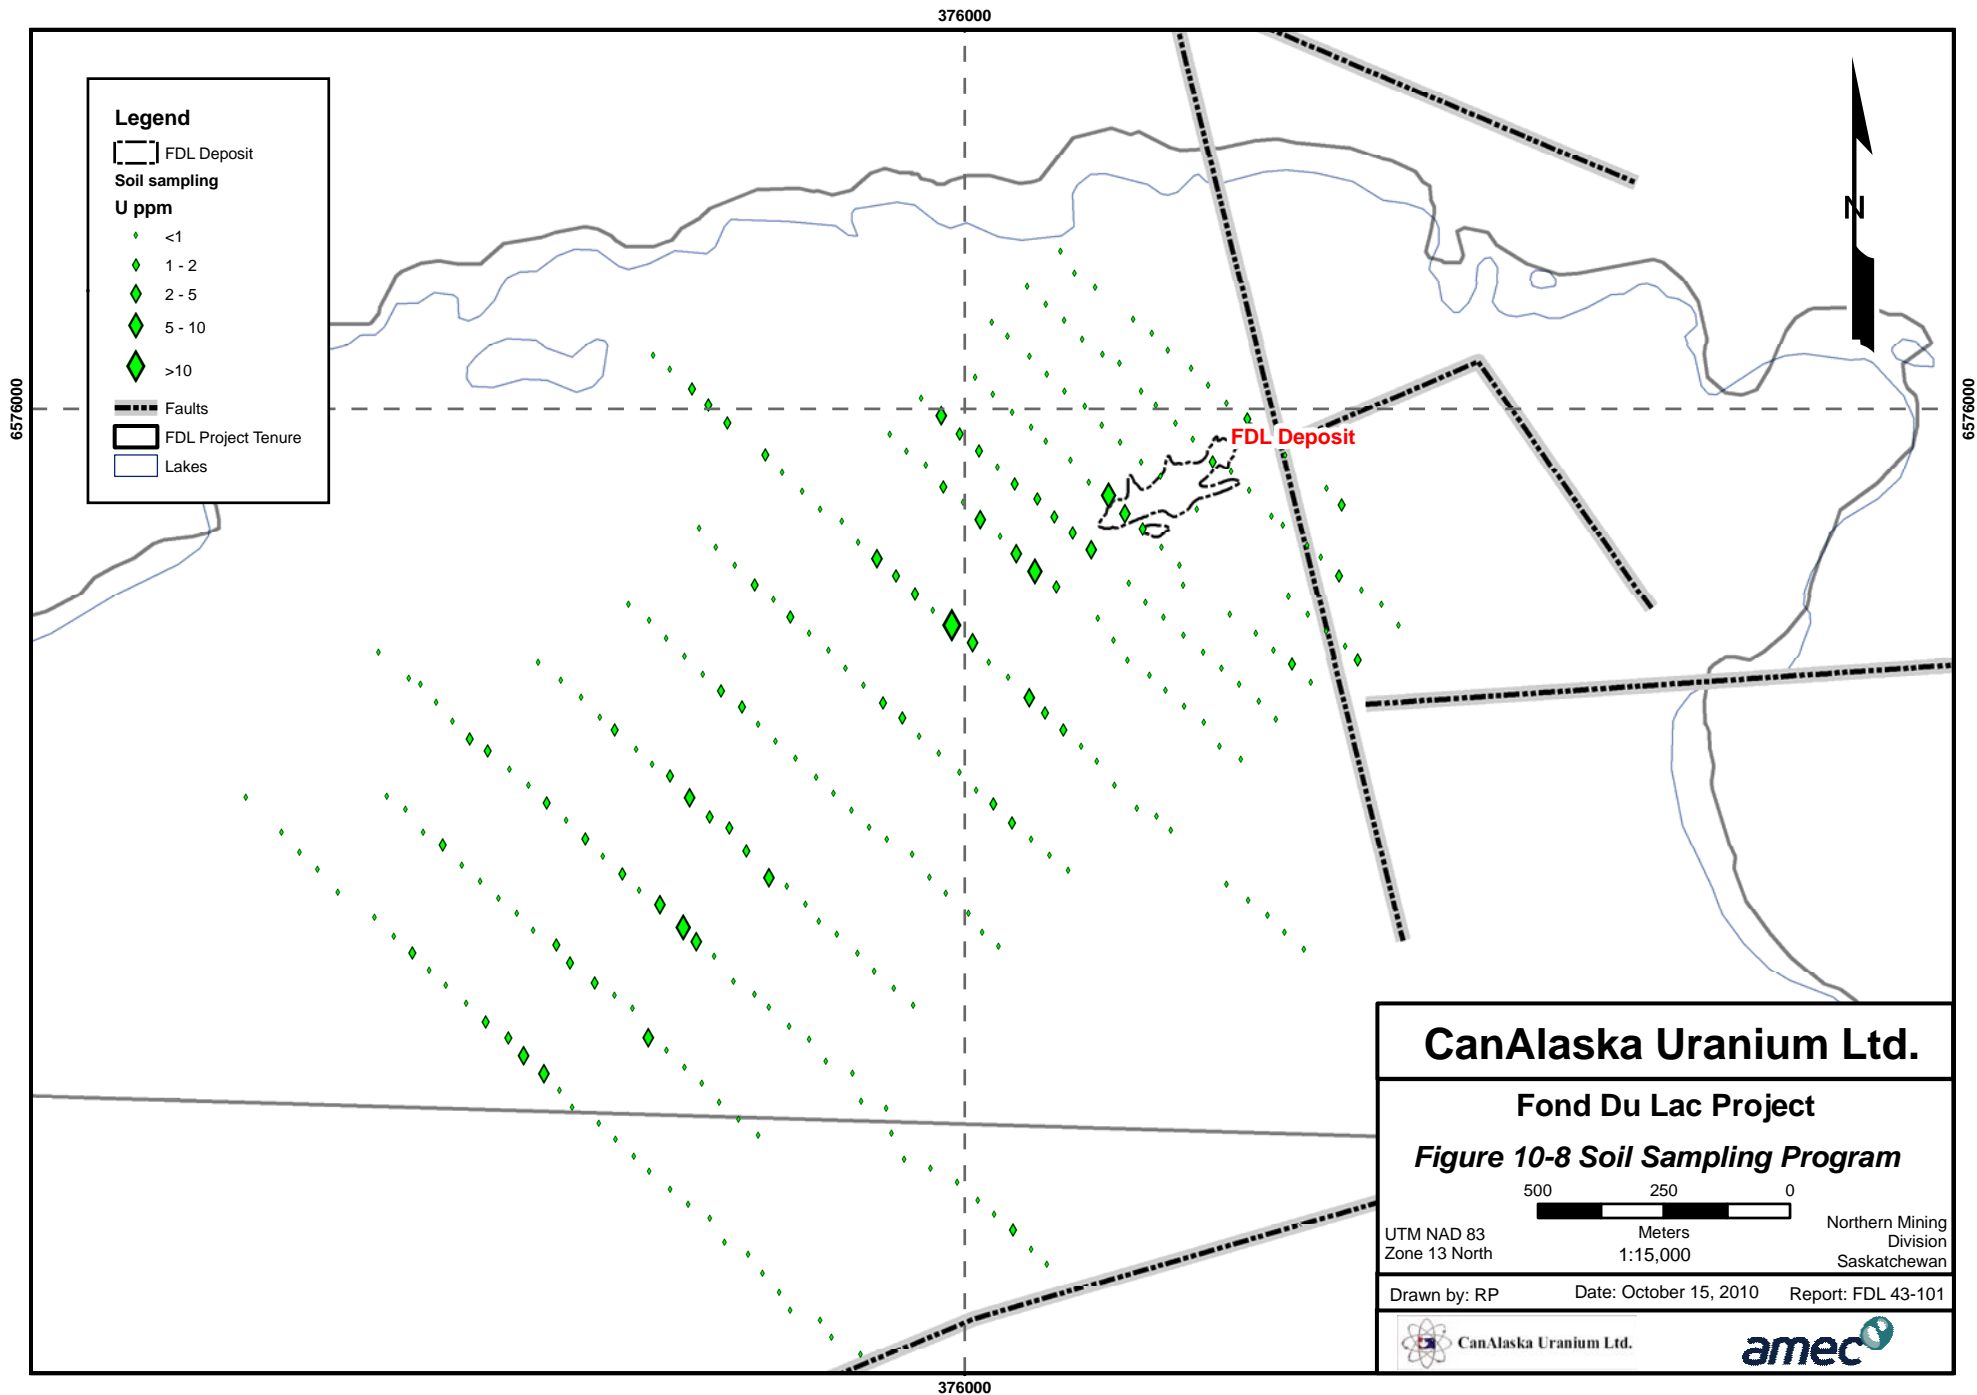 376000
Legend
FDL Deposit
Soil sampling
U ppm
<1
1 - 2
2 - 5
5 - 10
>10
Faults
FDL Project Tenure
Lakes
N
6576000
6576000
FDL Deposit
CanAlaska Uranium Ltd.
Fond Du Lac Project
Figure 10-8 Soil Sampling Program
500 250 0
Meters
1:15,000
UTM NAD 83
Zone 13 North
Northern Mining
Division
Saskatchewan
Drawn by: RP
Date: October 15, 2010
Report: FDL 43-101
CanAlaska Uranium Ltd.
amec
376000